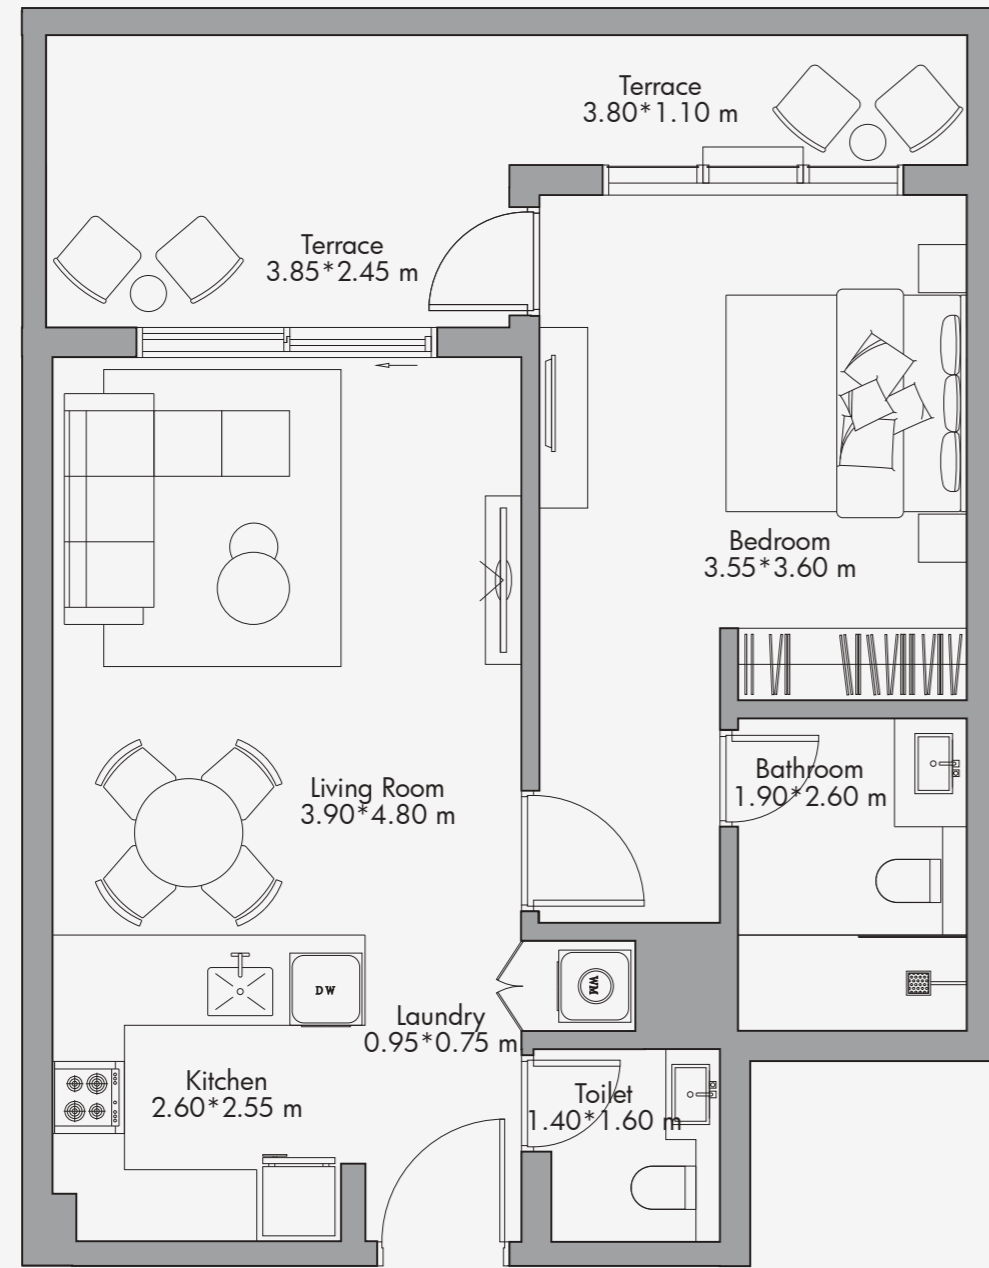 Terrace
3.80*1.10 m
Terrace
3.85*2.45 m
Bedroom
3.55*3.60 m
Living Room
3.90*4.80 m
Bathroom
1.90*2.60 m
DW
WM
Laundry
0.95*0.75 m
Kitchen
2.60*2.55 m
Toilet
1.40*1.60 m